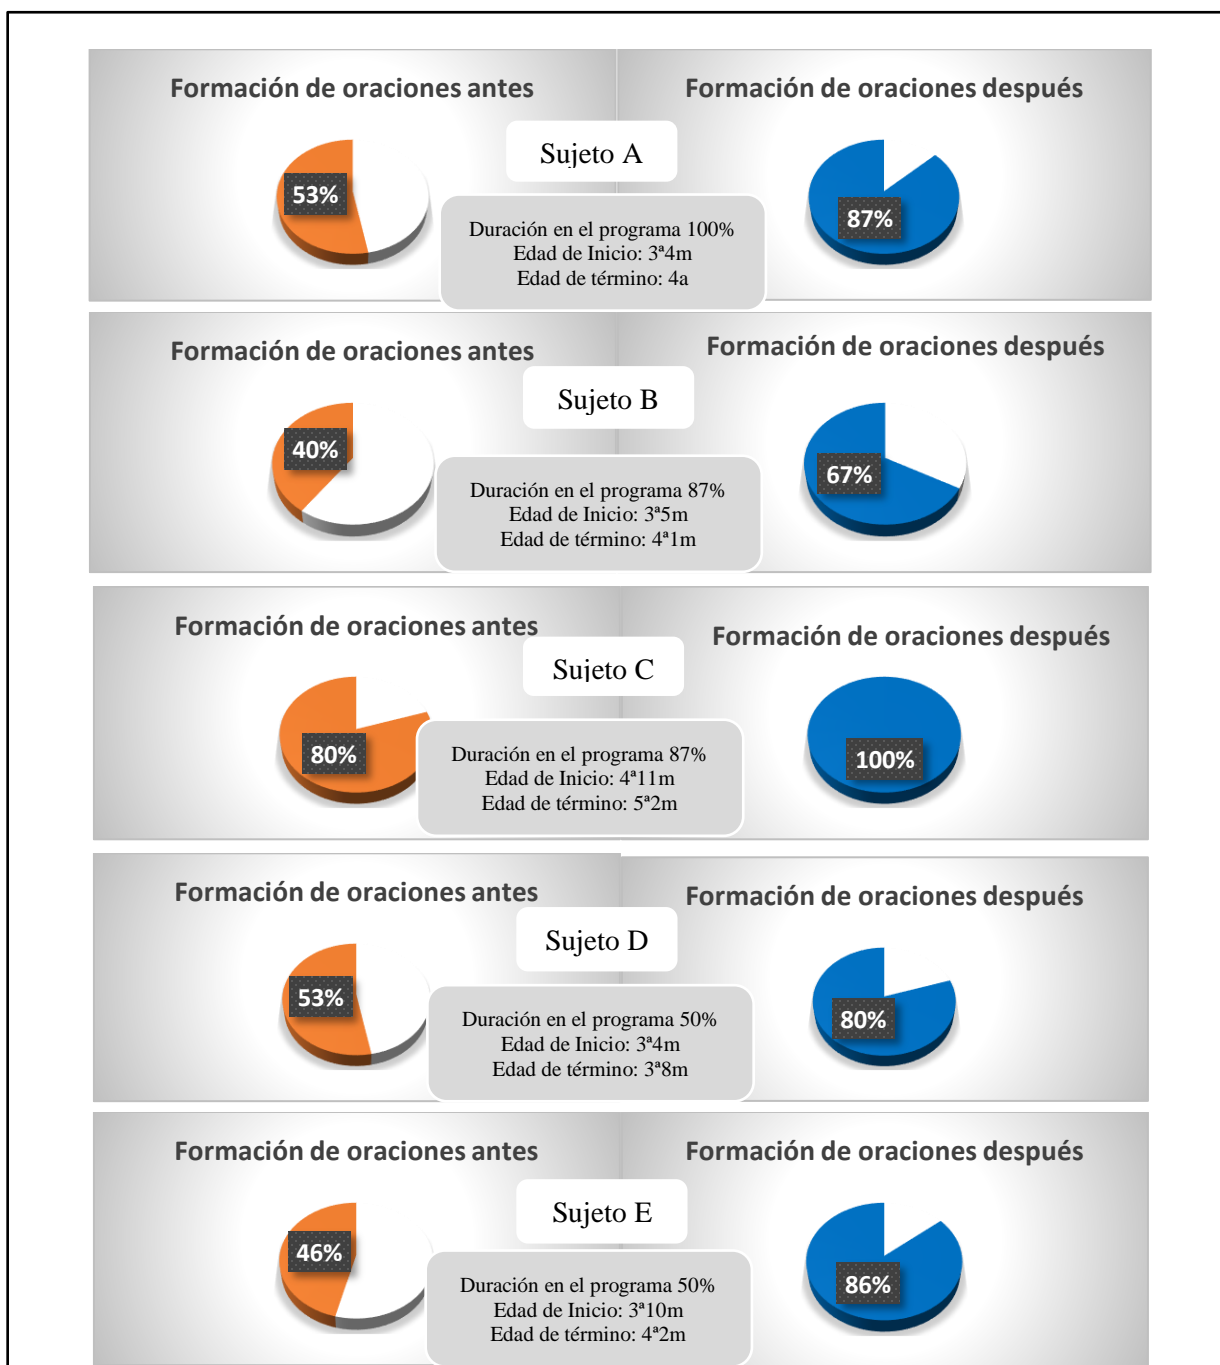 Formación de oraciones antes
Formación de oraciones después
Sujeto A
53%
87%
Duración en el programa 100%
Edad de Inicio: 3ª4m
Edad de término: 4a
Formación de oraciones antes
Formación de oraciones después
Sujeto B
40%
67%
Duración en el programa 87%
Edad de Inicio: 3ª5m
Edad de término: 4ª1m
Formación de oraciones antes
Formación de oraciones después
Sujeto C
80%
100%
Duración en el programa 87%
Edad de Inicio: 4ª11m
Edad de término: 5ª2m
Formación de oraciones antes
Formación de oraciones después
Sujeto D
53%
80%
Duración en el programa 50%
Edad de Inicio: 3ª4m
Edad de término: 3ª8m
Formación de oraciones antes
Formación de oraciones después
Sujeto E
46%
86%
Duración en el programa 50%
Edad de Inicio: 3ª10m
Edad de término: 4ª2m